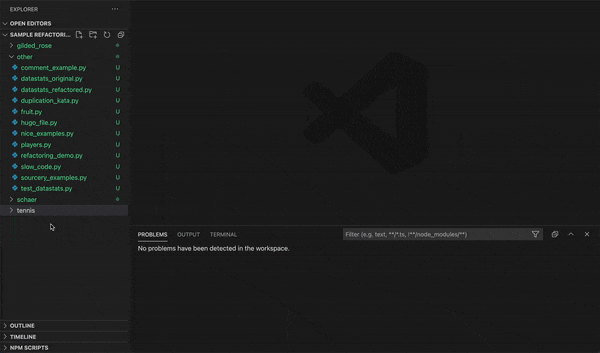 EXPLORER
OPEN EDITORS
SAMPLE REFACTORI...
gilded_rose
other
comment_example.py U
datastats_original.py U
datastats_refactored.py U
duplication_kata.py U
fruit.py U
hugo_file.py U
nice_examples.py U
players.py U
refactoring_demo.py U
slow_code.py U
sourcery_examples.py U
test_datastats.py U
schaer
tennis
PROBLEMS OUTPUT TERMINAL
Filter (e.g. text, **/*.ts, !**/node_modules/**)
No problems have been detected in the workspace.
OUTLINE
TIMELINE
NPM SCRIPTS